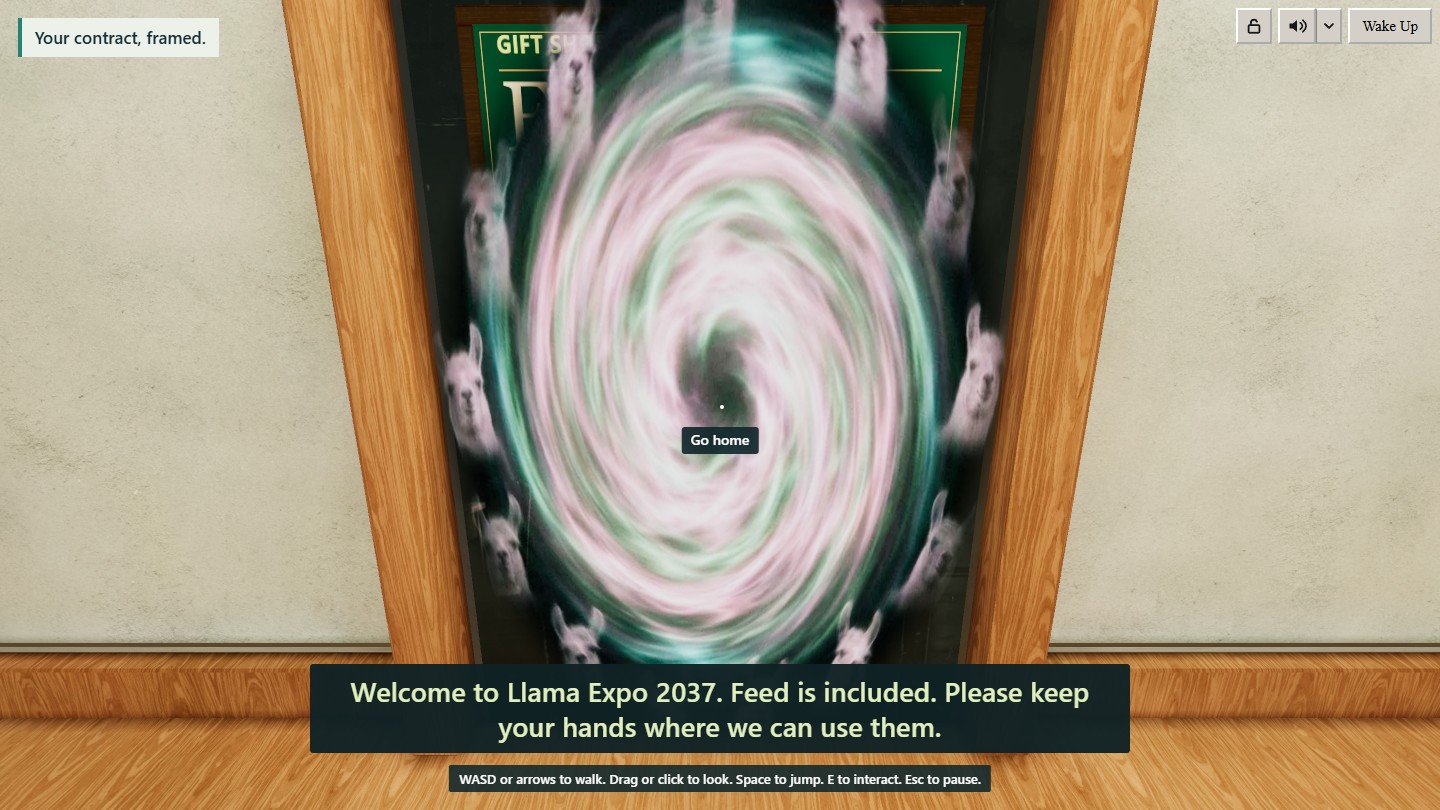 Your contract, framed.
Wake Up
GIFT
Go home
Welcome to Llama Expo 2037. Feed is included. Please keep
your hands where we can use them.
WASD or arrows to walk. Drag or click to look. Space to jump. E to interact. Esc to pause.